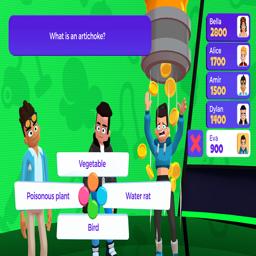 What is an artichoke?
Bella
2800
Alice
1700
Amir
1500
Dylan
1400
Eva
900
Vegetable
Poisonous plant
Water rat
Bird